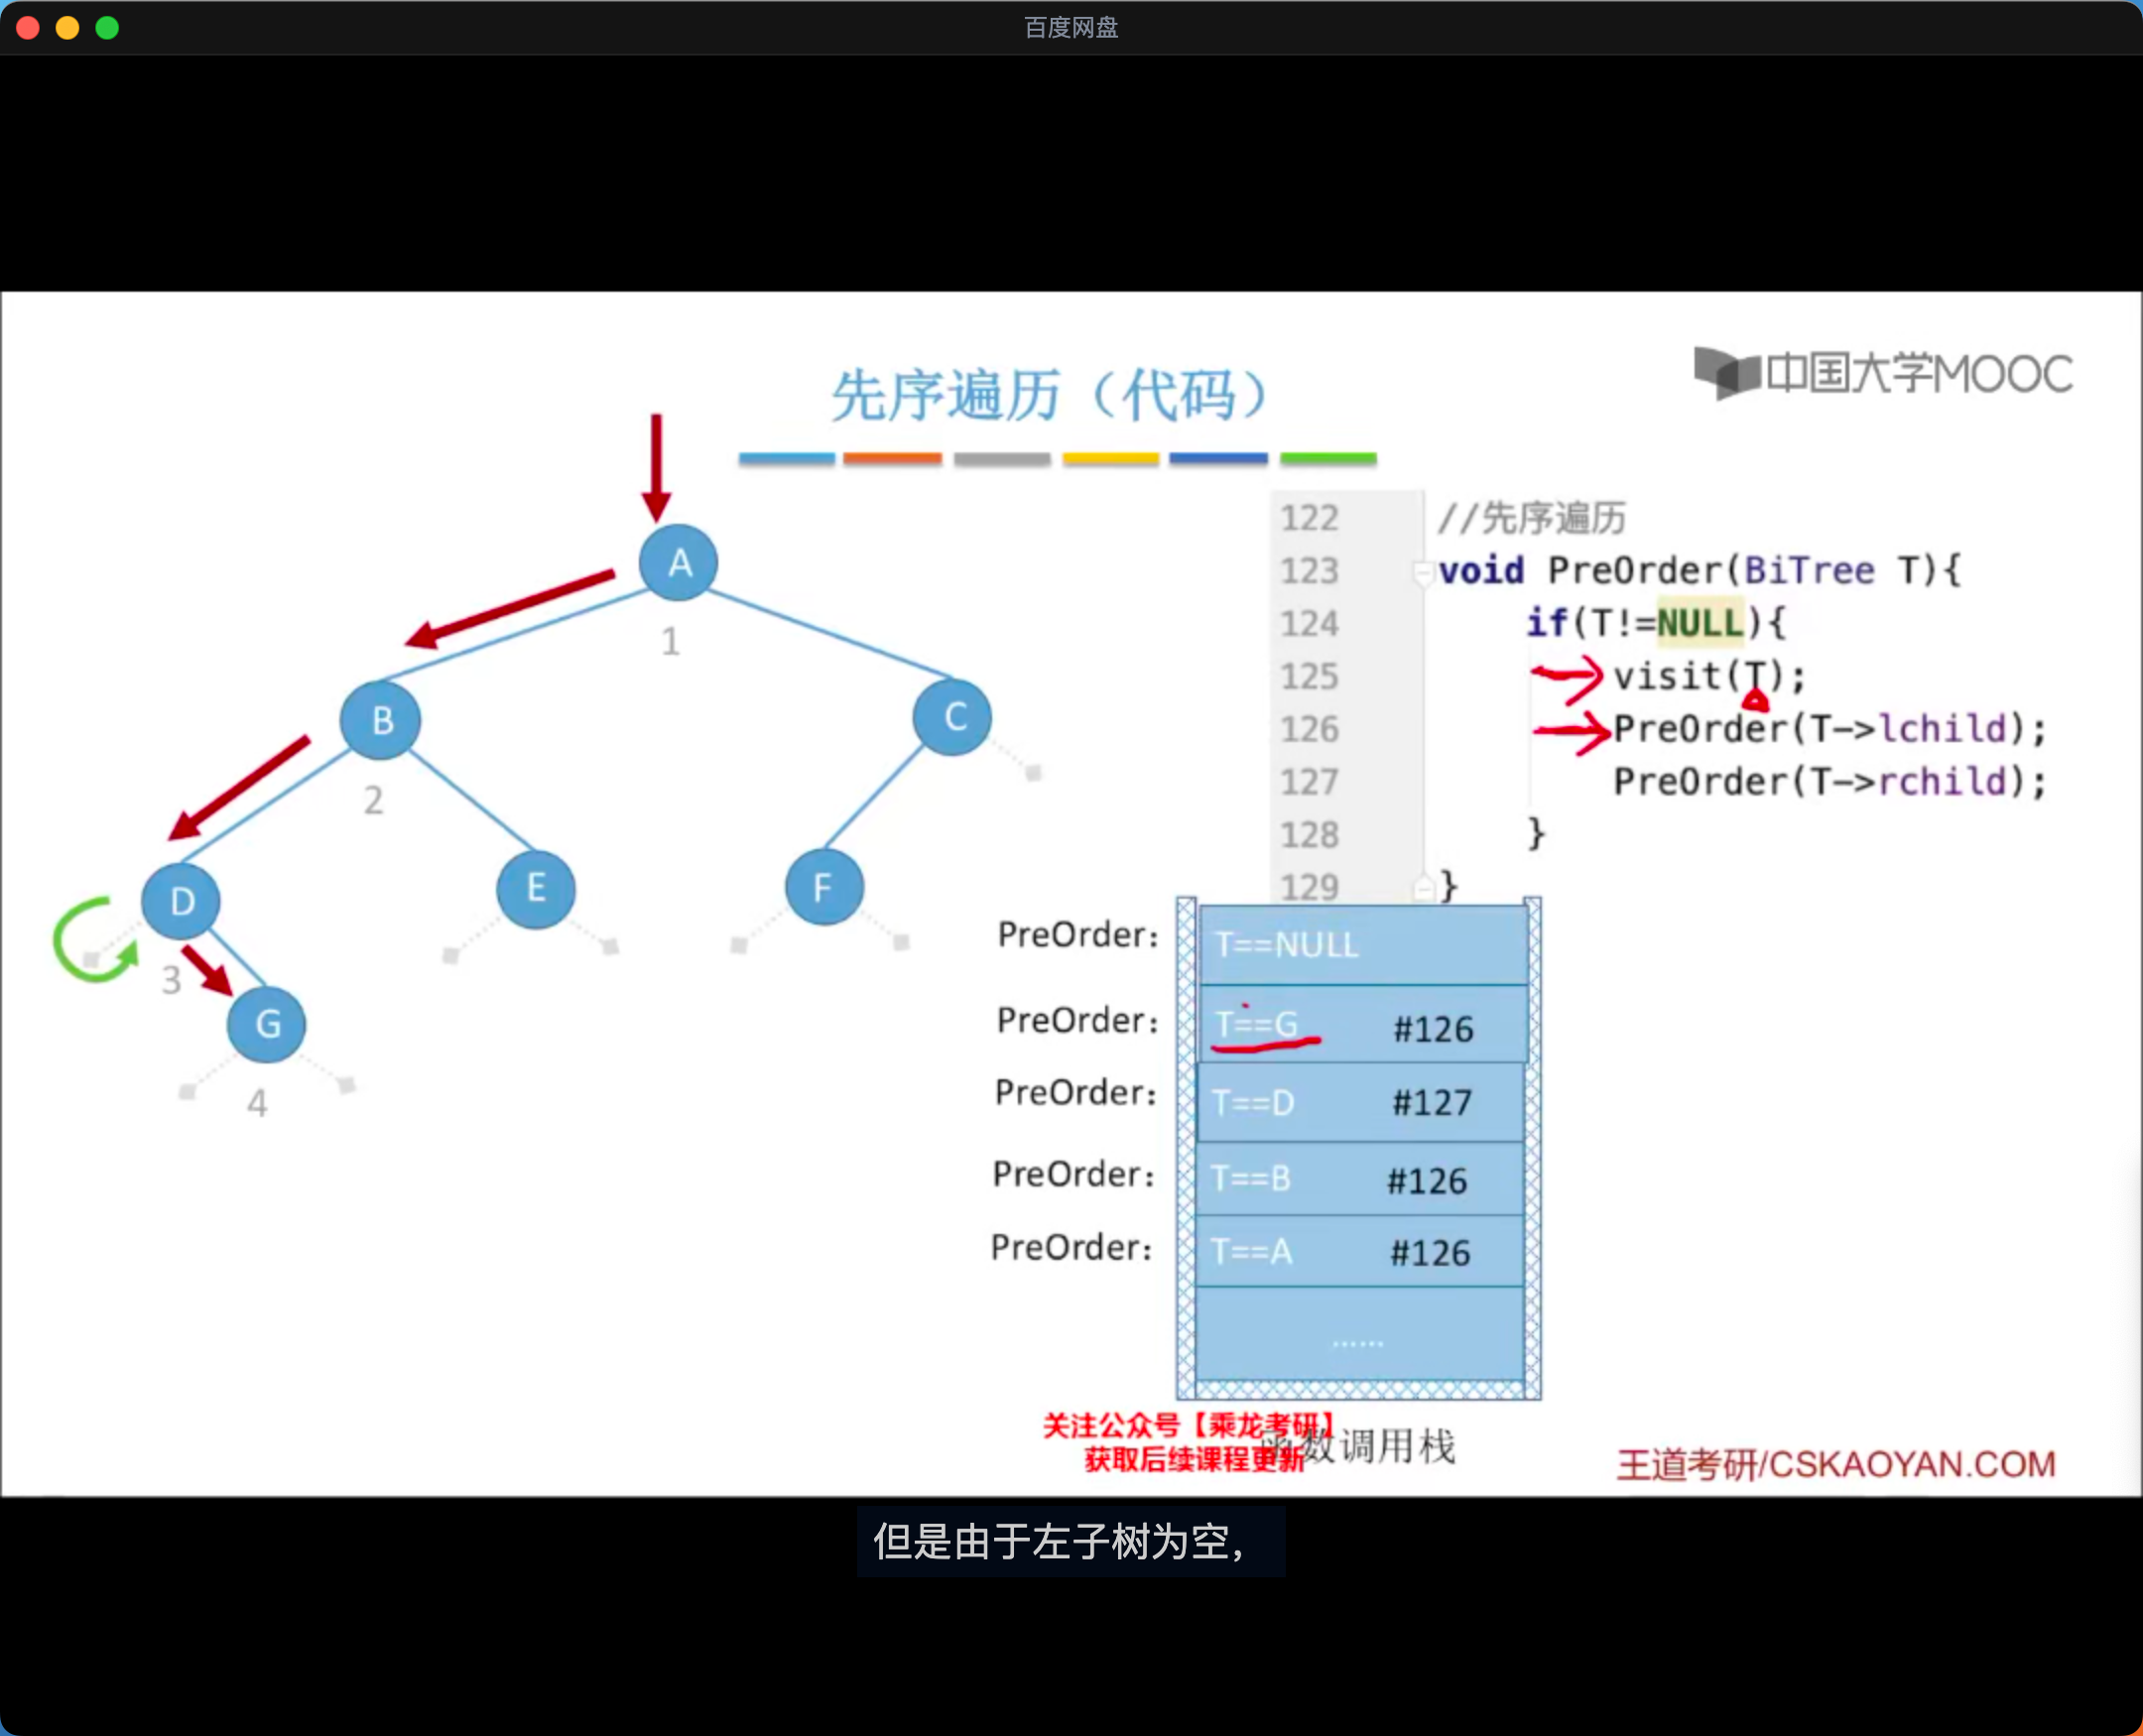 百度网盘
中国大学MOOC
先序遍历（代码）
A
1
B
C
2
D
E
F
3
G
4
122 //先序遍历
123 void PreOrder(BiTree T){
124 if(T!=NULL){
125 visit(T);
126 PreOrder(T->lchild);
127 PreOrder(T->rchild);
128 }
129 }
PreOrder: T==NULL
PreOrder: T==G #126
PreOrder: T==D #127
PreOrder: T==B #126
PreOrder: T==A #126
......
关注公众号【乘龙考研】
获取后续课程更新
函数调用栈
王道考研/CSKAOYAN.COM
但是由于左子树为空,